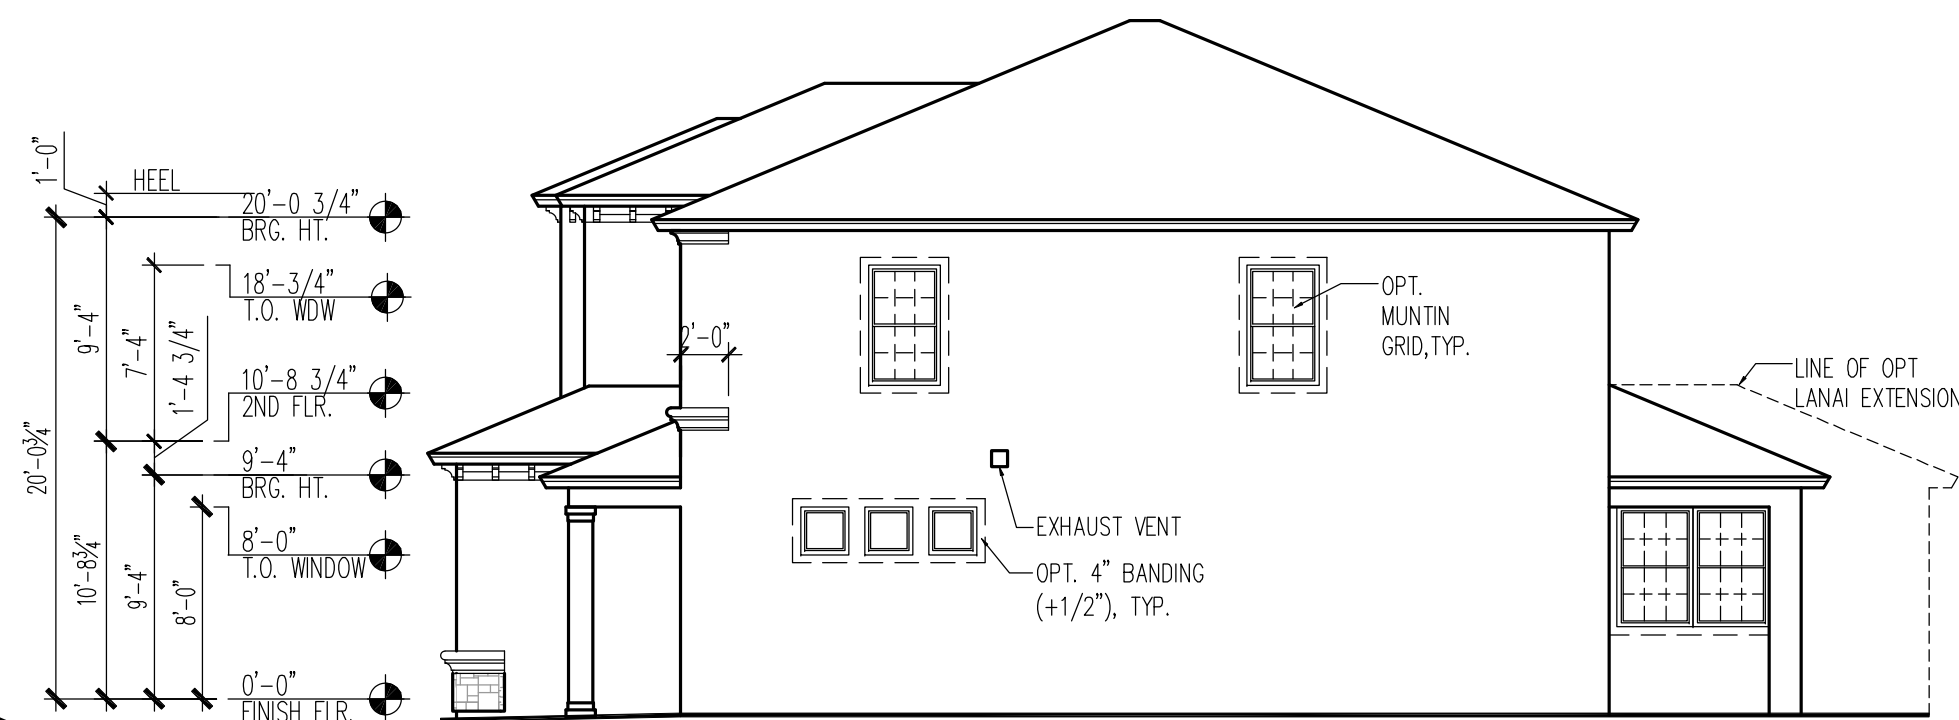 1'-0"
HEEL
20'-0 3/4"
BRG. HT.
18'-3/4"
T.O. WDW
9'-4"
7'-4"
1'-4 3/4"
10'-8 3/4"
2ND FLR.
20'-0¾"
9'-4"
BRG. HT.
8'-0"
T.O. WINDOW
10'-8¾"
9'-4"
8'-0"
0'-0"
FINISH FLR.
2'-0"
OPT.
MUNTIN
GRID,TYP.
LINE OF OPT
LANAI EXTENSION
EXHAUST VENT
OPT. 4" BANDING
(+1/2"), TYP.